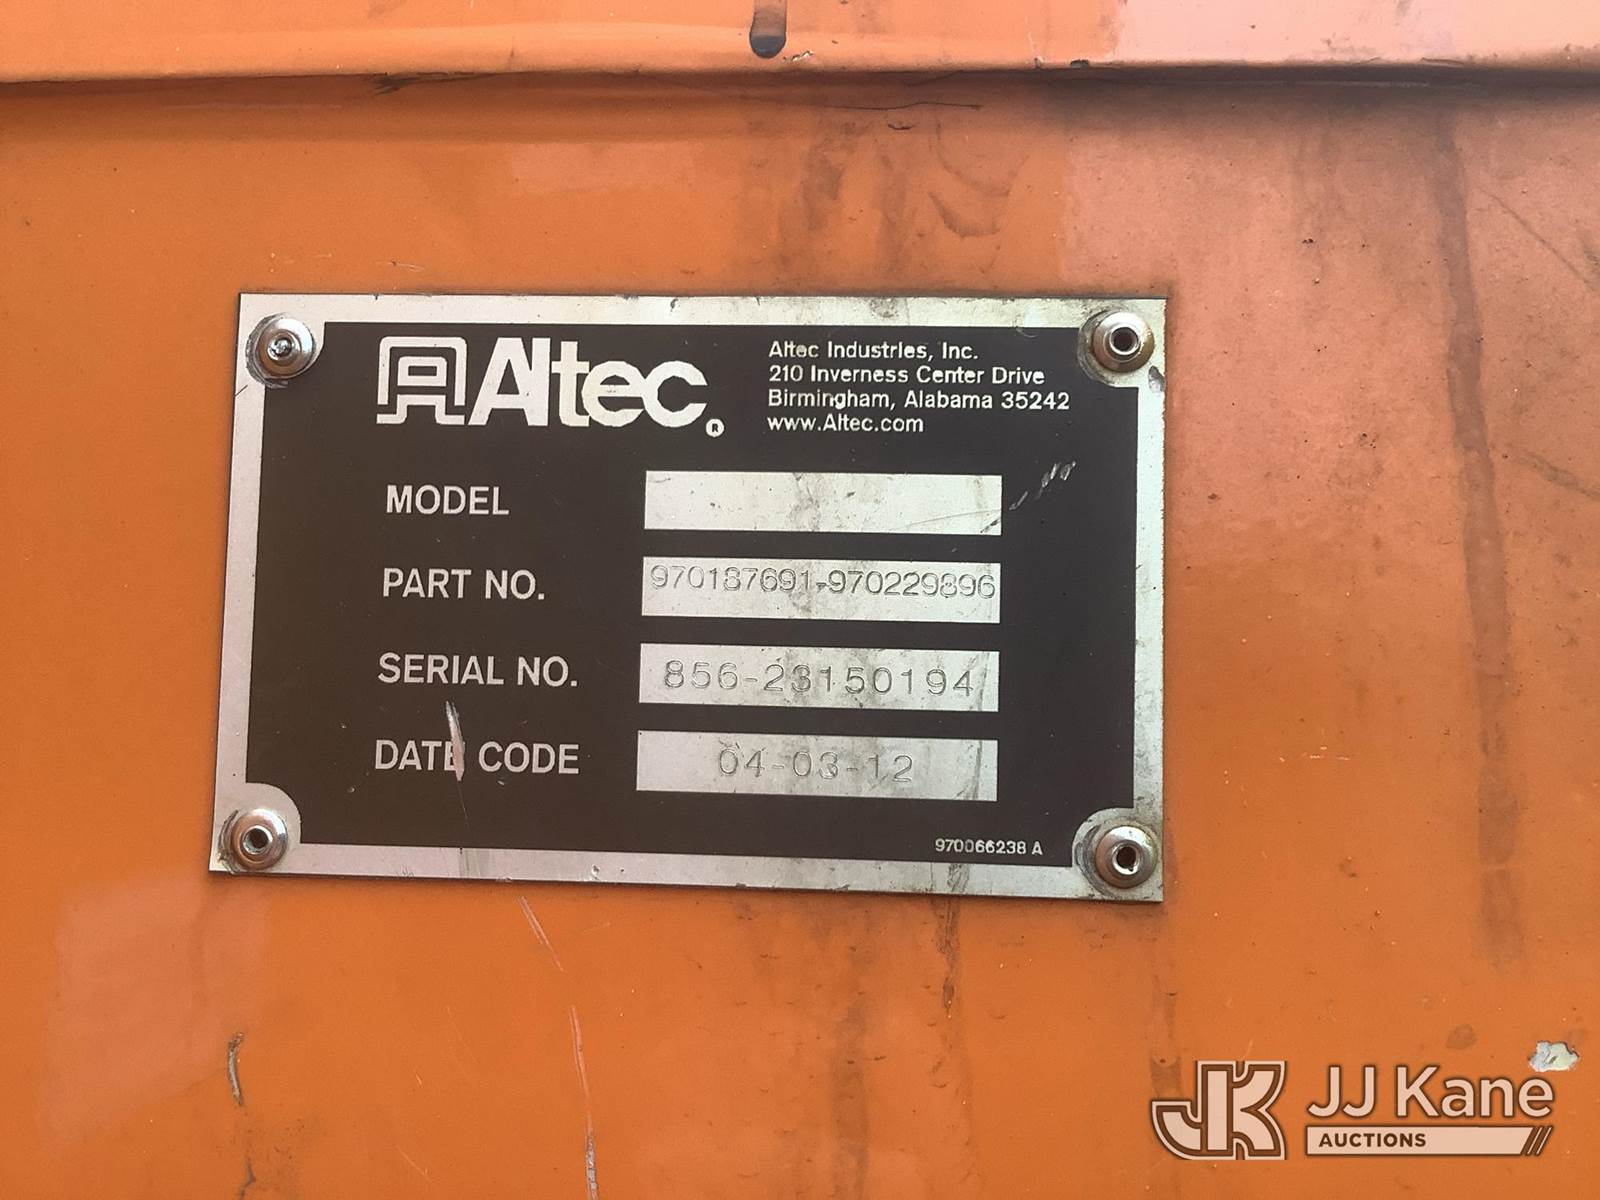 Altec®
Altec Industries, Inc.
210 Inverness Center Drive
Birmingham, Alabama 35242
www.Altec.com
MODEL
PART NO. 970187691-970229896
SERIAL NO. 856-23150194
DATE CODE 04-03-12
970066238 A
JK JJ Kane
AUCTIONS